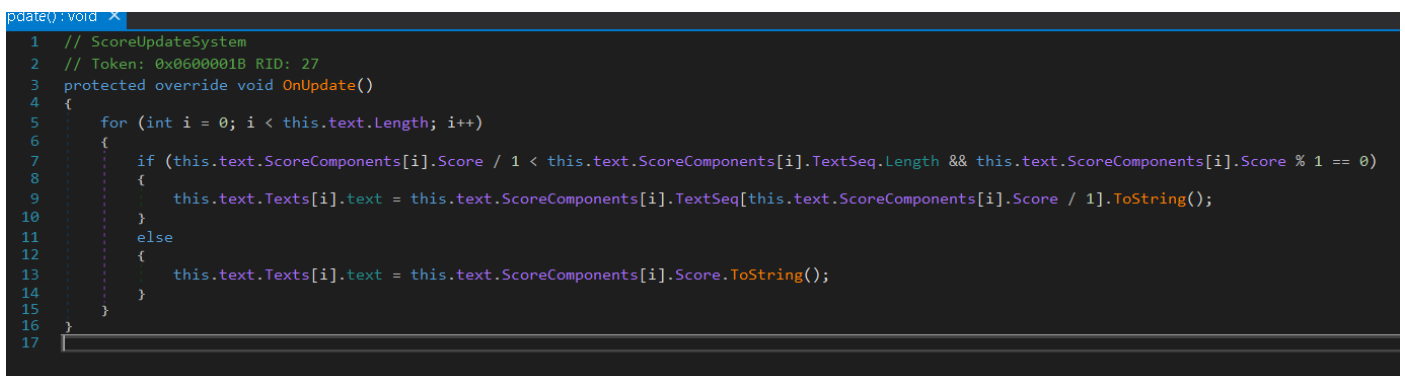 pdate() : void ×
1 // ScoreUpdateSystem
2 // Token: 0x0600001B RID: 27
3 protected override void OnUpdate()
4 {
5 for (int i = 0; i < this.text.Length; i++)
6 {
7 if (this.text.ScoreComponents[i].Score / 1 < this.text.ScoreComponents[i].TextSeq.Length && this.text.ScoreComponents[i].Score % 1 == 0)
8 {
9 this.text.Texts[i].text = this.text.ScoreComponents[i].TextSeq[this.text.ScoreComponents[i].Score / 1].ToString();
10 }
11 else
12 {
13 this.text.Texts[i].text = this.text.ScoreComponents[i].Score.ToString();
14 }
15 }
16 }
17